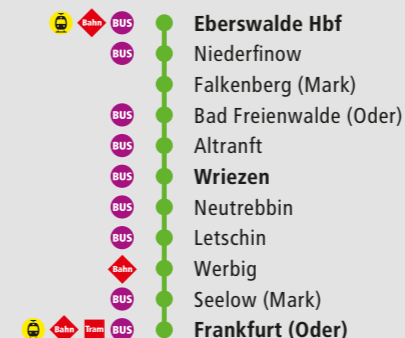 Bahn BUS Eberswalde Hbf
BUS Niederfinow
Falkenberg (Mark)
BUS Bad Freienwalde (Oder)
BUS Altranft
BUS Wriezen
BUS Neutrebbin
BUS Letschin
Bahn Werbig
BUS Seelow (Mark)
Bahn Tram BUS Frankfurt (Oder)